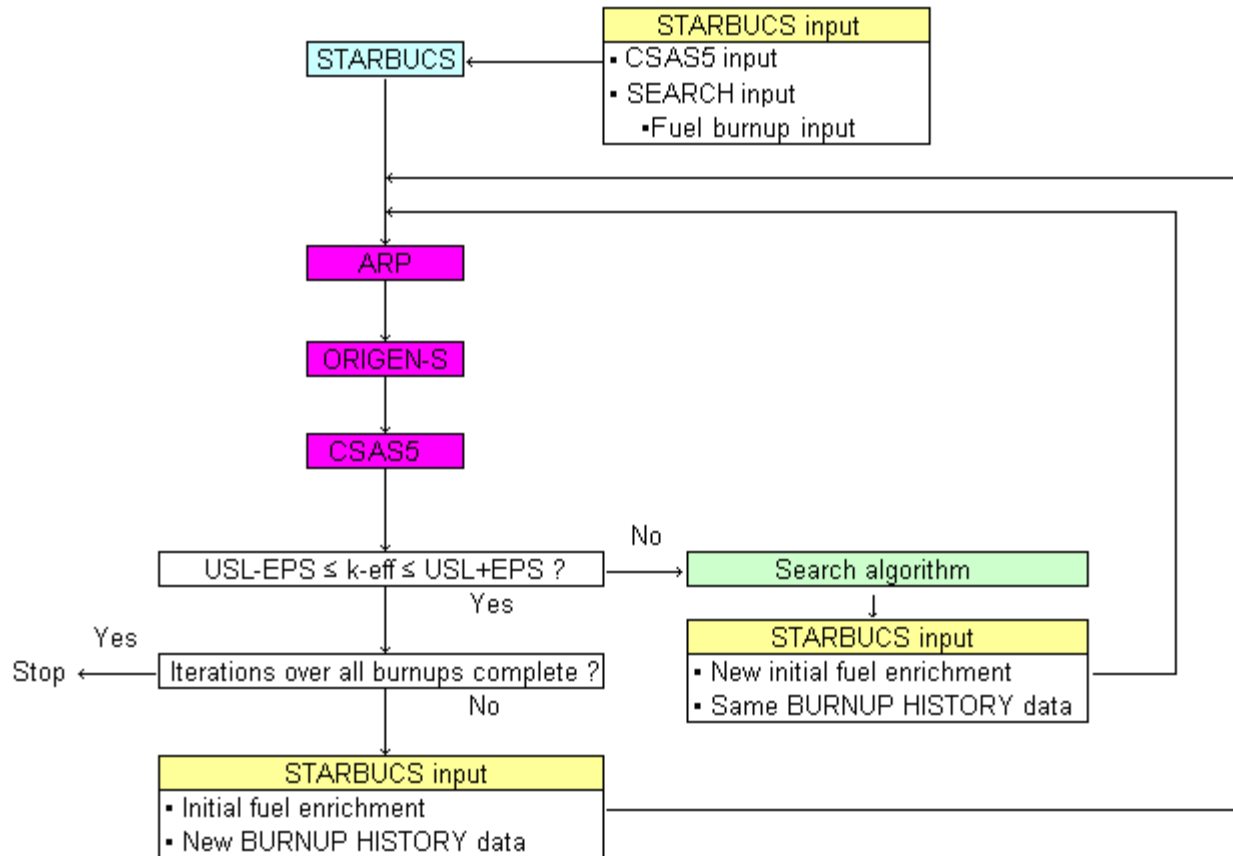 STARBUCS input
STARBUCS
▪ CSAS5 input
▪ SEARCH input
▪Fuel burnup input
ARP
ORIGEN-S
CSAS5
No
USL-EPS ≤ k-eff ≤ USL+EPS ?
Search algorithm
Yes
STARBUCS input
▪ New initial fuel enrichment
▪ Same BURNUP HISTORY data
Yes
Stop
Iterations over all burnups complete ?
No
STARBUCS input
▪ Initial fuel enrichment
▪ New BURNUP HISTORY data